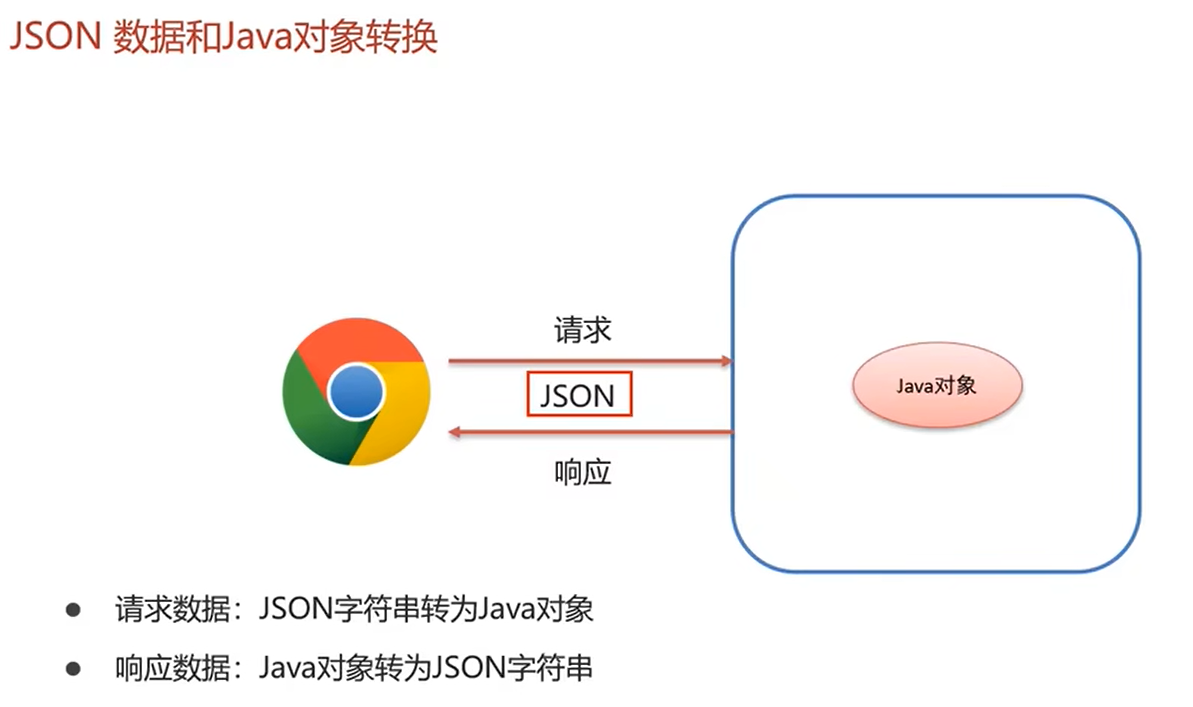 JSON 数据和Java对象转换
请求
JSON
响应
Java对象
● 请求数据：JSON字符串转为Java对象
● 响应数据：Java对象转为JSON字符串